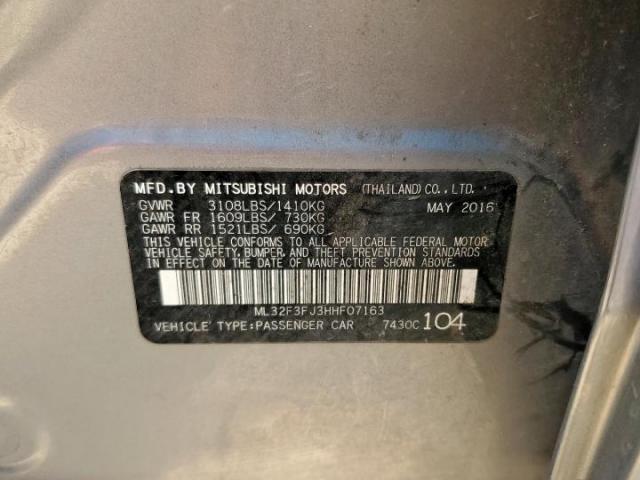 MFD.BY MITSUBISHI MOTORS (THAILAND)CO.,LTD.
GVWR 3108LBS/1410KG MAY 2016
GAWR FR 1609LBS/ 730KG
GAWR RR 1521LBS/ 690KG
THIS VEHICLE CONFORMS TO ALL APPLICABLE FEDERAL MOTOR
VEHICLE SAFETY, BUMPER, AND THEFT PREVENTION STANDARDS
IN EFFECT ON THE DATE OF MANUFACTURE SHOWN ABOVE.
ML32F3FJ3HHF07163
VEHICLE TYPE:PASSENGER CAR 7430C 104